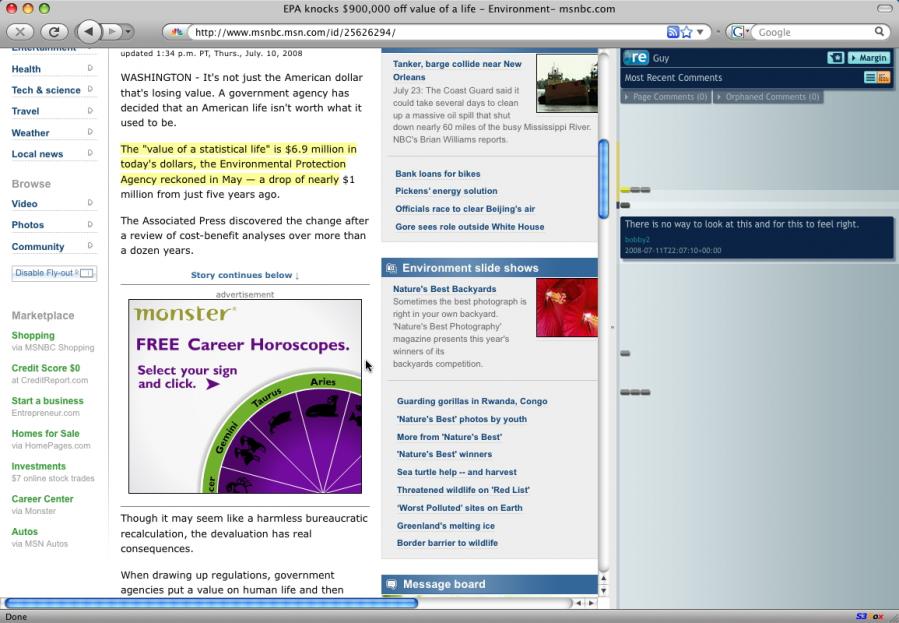 EPA knocks $900,000 off value of a life – Environment– msnbc.com
http://www.msnbc.msn.com/id/25626294/
Google
Entertainment
Health
Tech & science
Travel
Weather
Local news
Browse
Video
Photos
Community
Disable Fly-out
Marketplace
Shopping
via MSNBC Shopping
Credit Score $0
at CreditReport.com
Start a business
Entrepreneur.com
Homes for Sale
via HomePages.com
Investments
$7 online stock trades
Career Center
via Monster
Autos
via MSN Autos
updated 1:34 p.m. PT, Thurs., July. 10, 2008
WASHINGTON - It's not just the American dollar
that's losing value. A government agency has
decided that an American life isn't worth what it
used to be.
The "value of a statistical life" is $6.9 million in
today's dollars, the Environmental Protection
Agency reckoned in May — a drop of nearly $1
million from just five years ago.
The Associated Press discovered the change after
a review of cost-benefit analyses over more than
a dozen years.
Story continues below ↓
advertisement
monster
FREE Career Horoscopes.
Select your sign
and click.
Aries
Taurus
Gemini
cer
Though it may seem like a harmless bureaucratic
recalculation, the devaluation has real
consequences.
When drawing up regulations, government
agencies put a value on human life and then
Tanker, barge collide near New
Orleans
July 23: The Coast Guard said it
could take several days to clean
up a massive oil spill that shut
down nearly 60 miles of the busy Mississippi River.
NBC's Brian Williams reports.
Bank loans for bikes
Pickens' energy solution
Officials race to clear Beijing's air
Gore sees role outside White House
Environment slide shows
Nature's Best Backyards
Sometimes the best photograph is
right in your own backyard.
'Nature's Best Photography'
magazine presents this year's
winners of its
backyards competition.
Guarding gorillas in Rwanda, Congo
'Nature's Best' photos by youth
More from 'Nature's Best'
'Nature's Best' winners
Sea turtle help -- and harvest
Threatened wildlife on 'Red List'
'Worst Polluted' sites on Earth
Greenland's melting ice
Border barrier to wildlife
Message board
re Guy
Margin
Most Recent Comments
Page Comments (0)
Orphaned Comments (0)
There is no way to look at this and for this to feel right.
bobby2
2008-07-11T22:07:10+00:00
Done
S3Fox